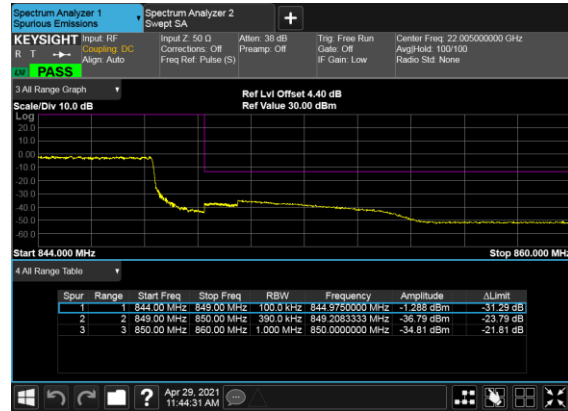 Spectrum Analyzer 1
Spurious Emissions
Spectrum Analyzer 2
Swept SA
+
KEYSIGHT
R T
LW PASS
Input: RF
Coupling: DC
Align: Auto
Input Z: 50 Ω
Corrections: Off
Freq Ref: Pulse (S)
Atten: 38 dB
Preamp: Off
Trig: Free Run
Gate: Off
IF Gain: Low
Center Freq: 22.005000000 GHz
Avg|Hold: 100/100
Radio Std: None
3 All Range Graph
Scale/Div 10.0 dB
Ref Lvl Offset 4.40 dB
Ref Value 30.00 dBm
Log
20.0
10.0
0.00
-10.0
-20.0
-30.0
-40.0
-50.0
-60.0
Start 844.000 MHz
Stop 860.000 MHz
4 All Range Table
Spur Range Start Freq Stop Freq RBW Frequency Amplitude ΔLimit
1 1 844.00 MHz 849.00 MHz 100.0 kHz 844.9750000 MHz -1.288 dBm -31.29 dB
2 2 849.00 MHz 850.00 MHz 390.0 kHz 849.2083333 MHz -36.79 dBm -23.79 dB
3 3 850.00 MHz 860.00 MHz 1.000 MHz 850.0000000 MHz -34.81 dBm -21.81 dB
?
Apr 29, 2021
11:44:31 AM